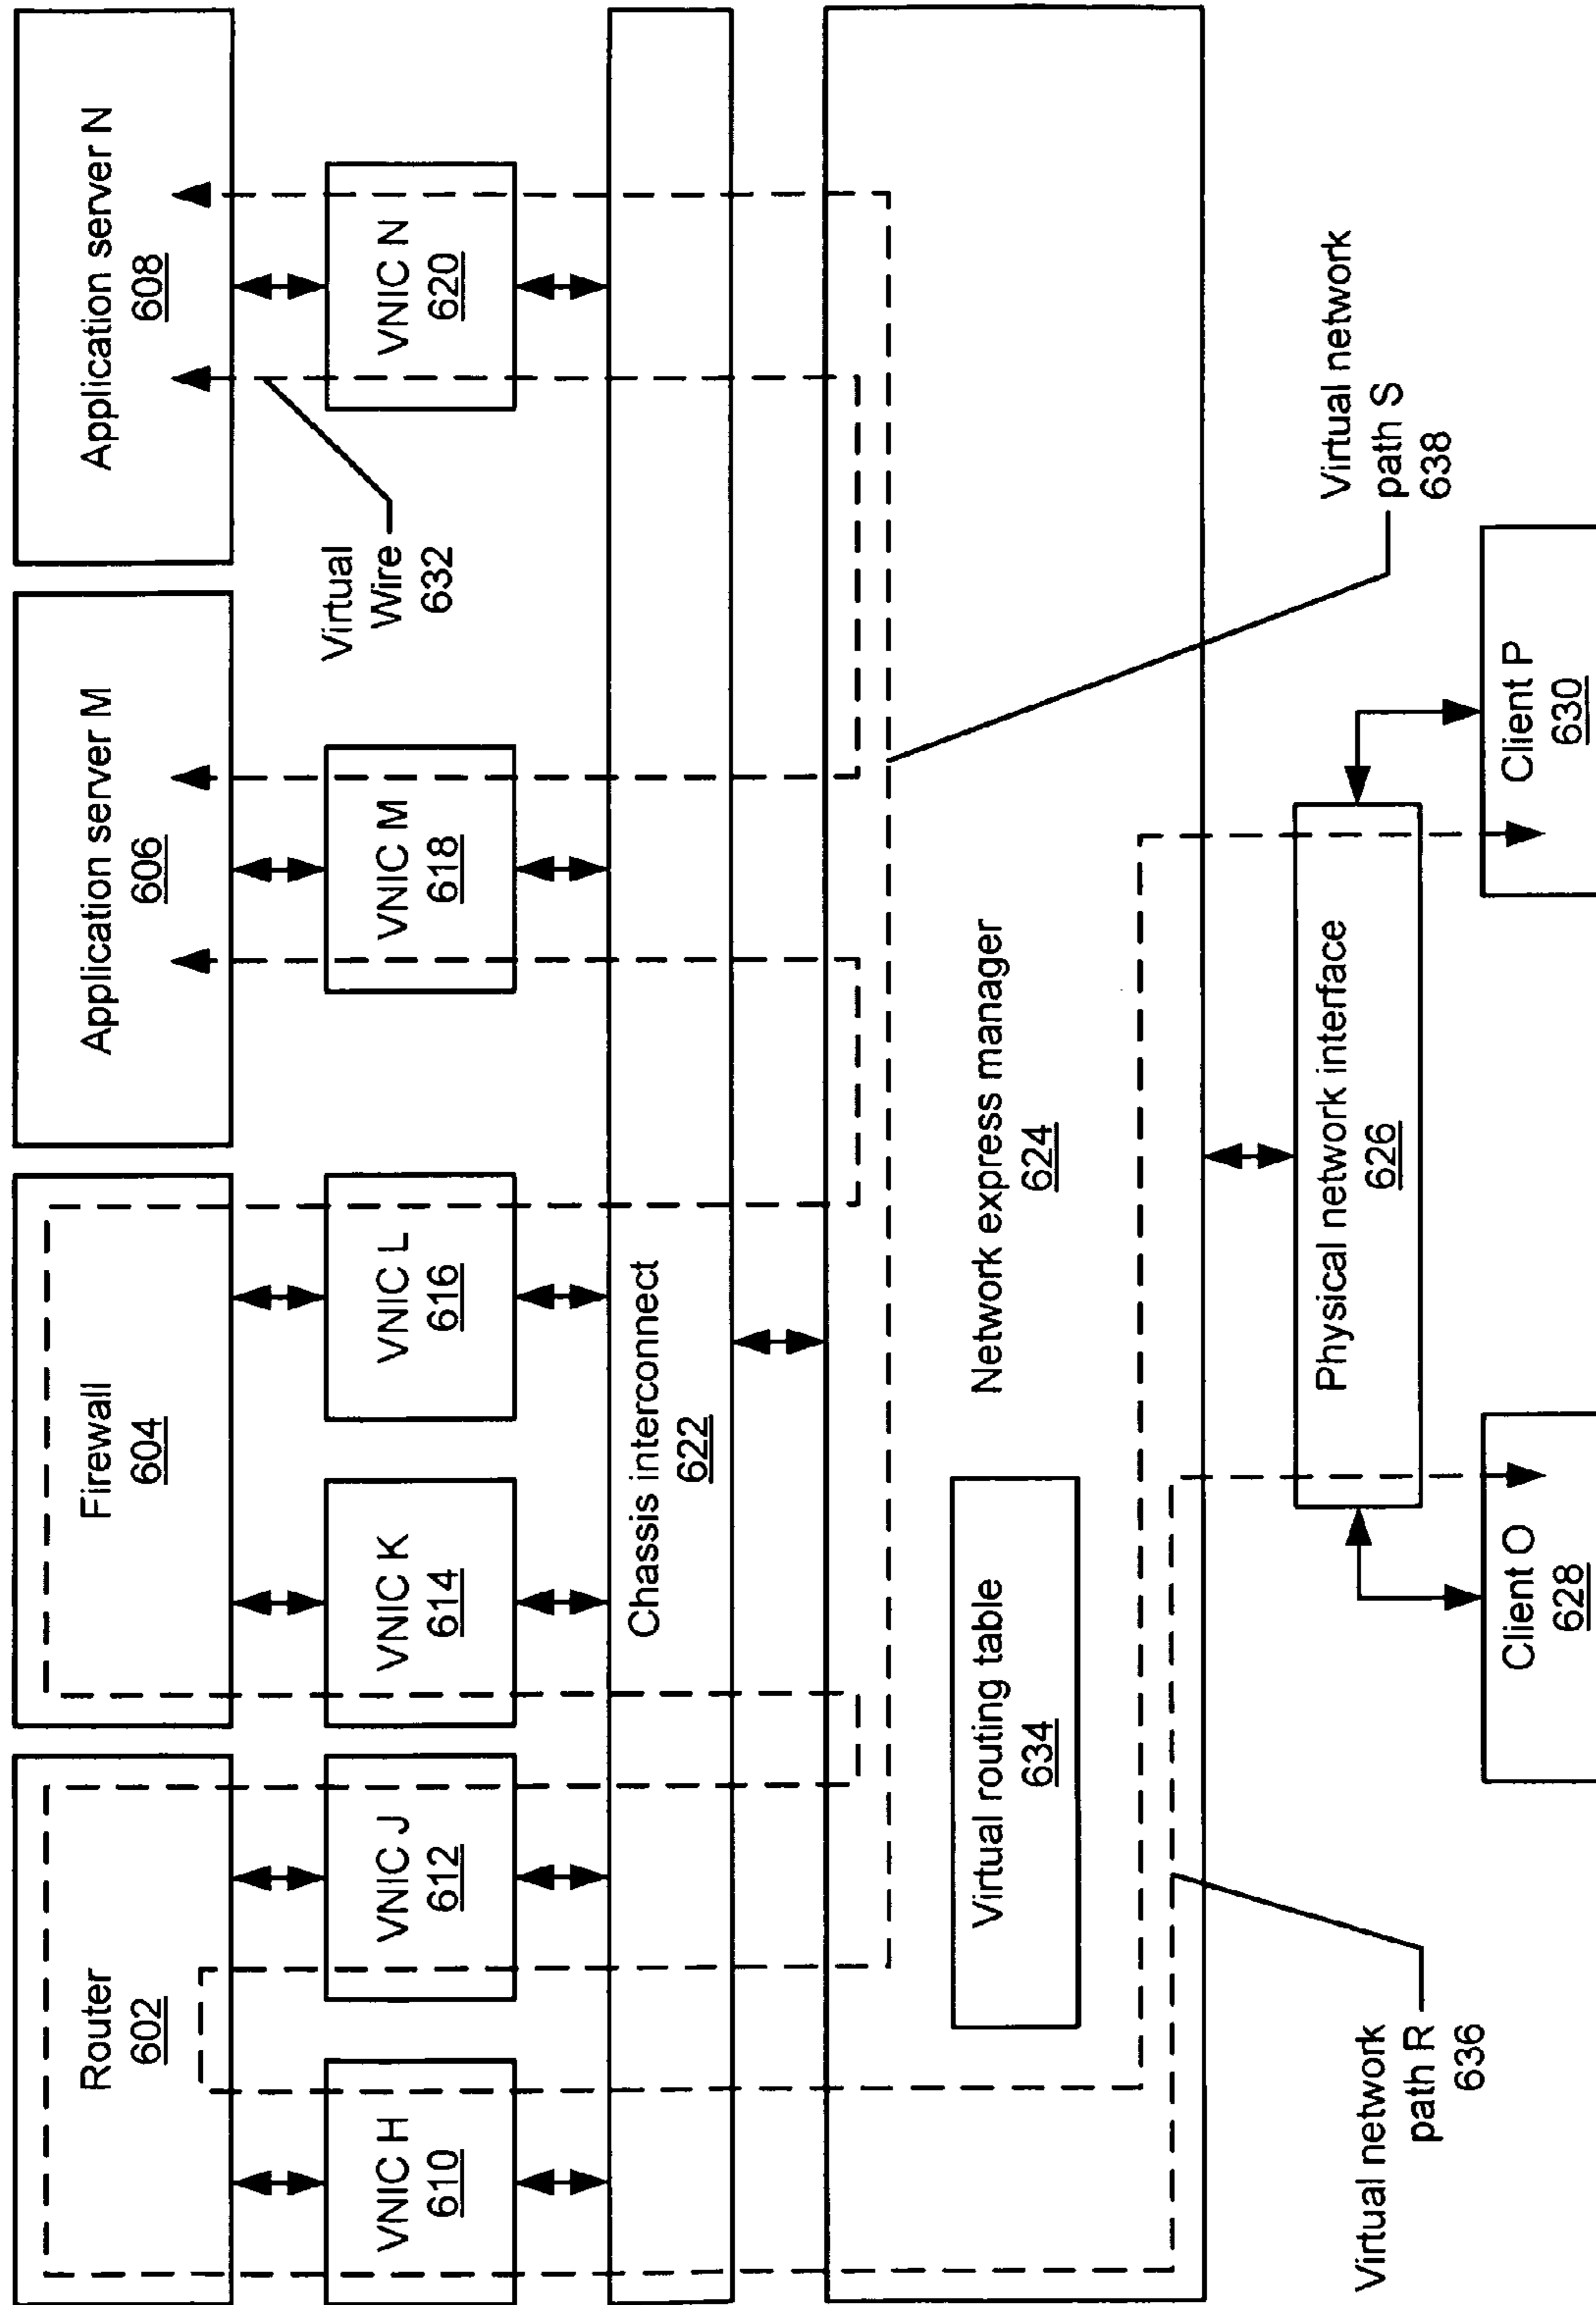 Router
602
Firewall
604
Application server M
606
Application server N
608
VNIC H
610
VNIC J
612
VNIC K
614
VNIC L
616
VNIC M
618
VNIC N
620
Virtual
Wire
632
Chassis interconnect
622
Virtual routing table
634
Network express manager
624
Physical network interface
626
Virtual network
path R
636
Virtual network
path S
638
Client O
628
Client P
630